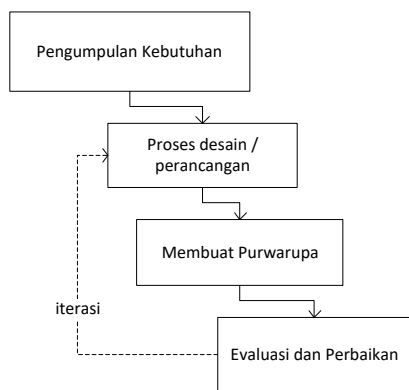 Pengumpulan Kebutuhan
Proses desain /
perancangan
Membuat Purwarupa
iterasi
Evaluasi dan Perbaikan